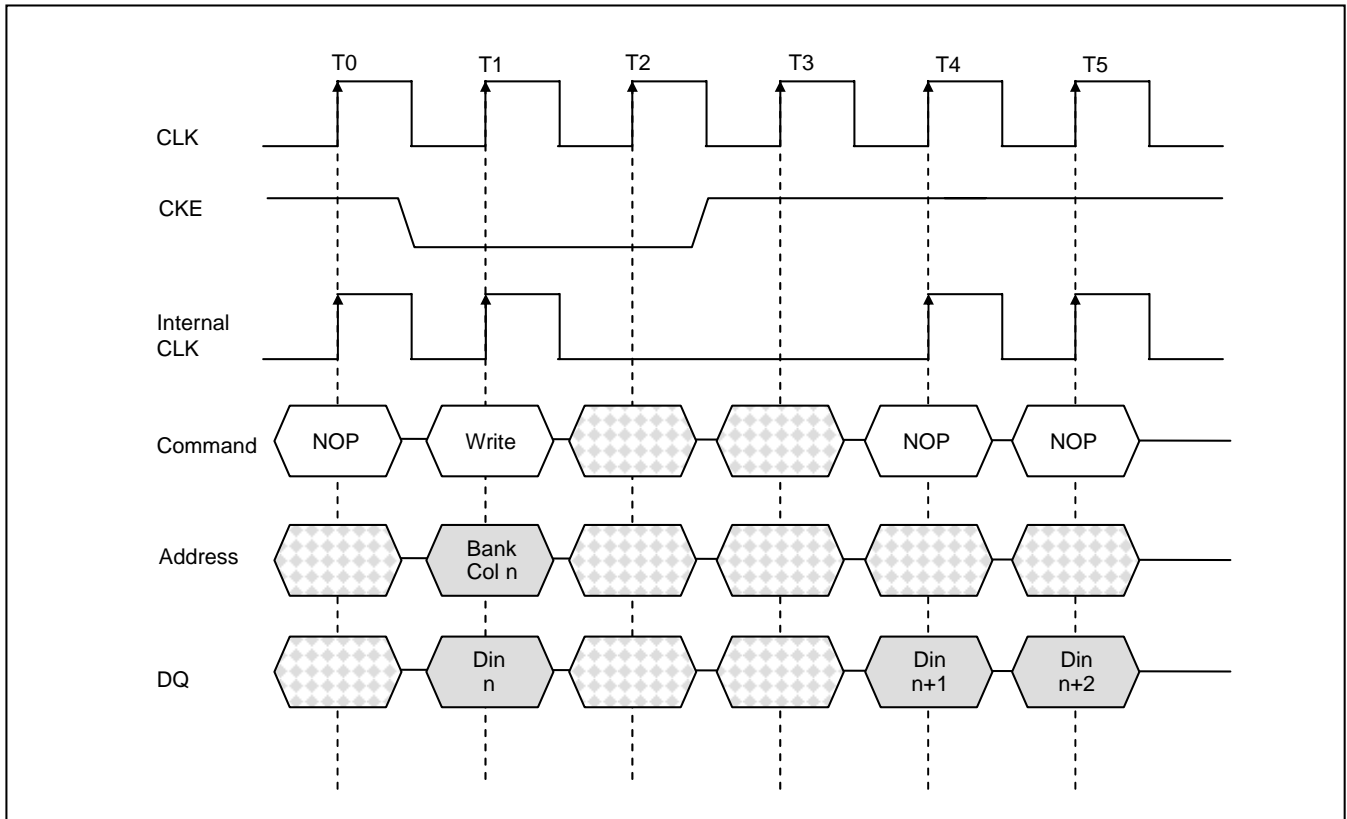 T0 T1 T2 T3 T4 T5
CLK
CKE
Internal
CLK
Command NOP Write NOP NOP
Address Bank
Col n
DQ Din Din Din
n n+1 n+2